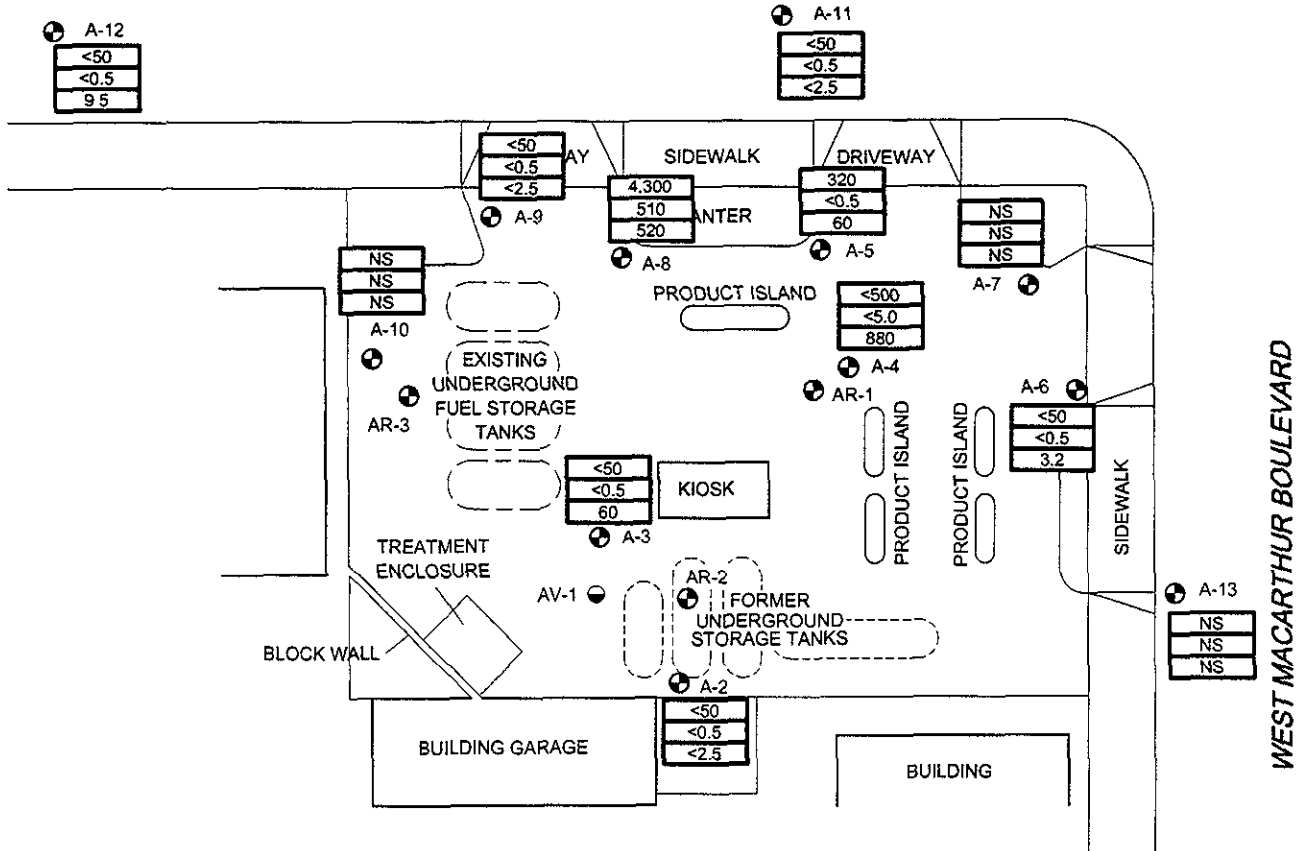 A-12
<50
<0.5
9 5
A-11
<50
<0.5
<2.5
<50
<0.5
<2.5
AY
A-9
SIDEWALK
DRIVEWAY
4,300
510
520
ANTER
A-8
320
<0.5
60
A-5
NS
NS
NS
A-7
NS
NS
NS
A-10
PRODUCT ISLAND
<500
<5.0
880
A-4
AR-1
EXISTING
UNDERGROUND
FUEL STORAGE
TANKS
AR-3
A-6
<50
<0.5
3.2
PRODUCT ISLAND
PRODUCT ISLAND
SIDEWALK
WEST MACARTHUR BOULEVARD
<50
<0.5
60
A-3
KIOSK
TREATMENT
ENCLOSURE
AV-1
AR-2
FORMER
UNDERGROUND
STORAGE TANKS
A-13
NS
NS
NS
BLOCK WALL
A-2
<50
<0.5
<2.5
BUILDING GARAGE
BUILDING